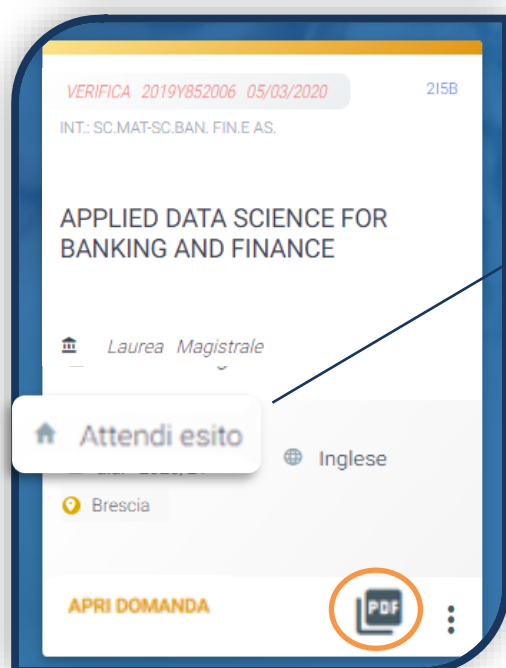 VERIFICA 2019Y852006 05/03/2020 2I5B
INT.: SC.MAT-SC.BAN. FIN.E AS.
APPLIED DATA SCIENCE FOR
BANKING AND FINANCE
Laurea Magistrale
Attendi esito
Inglese
Brescia
APRI DOMANDA PDF